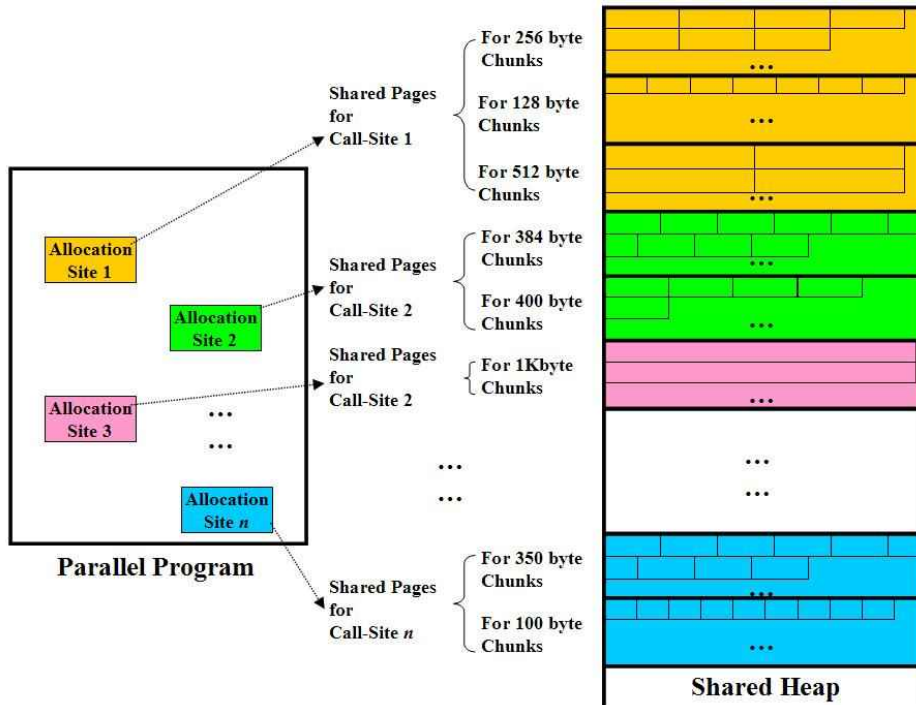 For 256 byte
Chunks
...
Shared Pages
for
Call-Site 1
For 128 byte
Chunks
...
For 512 byte
Chunks
...
Allocation
Site 1
Shared Pages
for
Call-Site 2
For 384 byte
Chunks
...
Allocation
Site 2
For 400 byte
Chunks
...
Allocation
Site 3
Shared Pages
for
Call-Site 2
For 1Kbyte
Chunks
...
...
...
...
...
...
...
Allocation
Site n
Parallel Program
Shared Pages
for
Call-Site n
For 350 byte
Chunks
...
For 100 byte
Chunks
...
Shared Heap